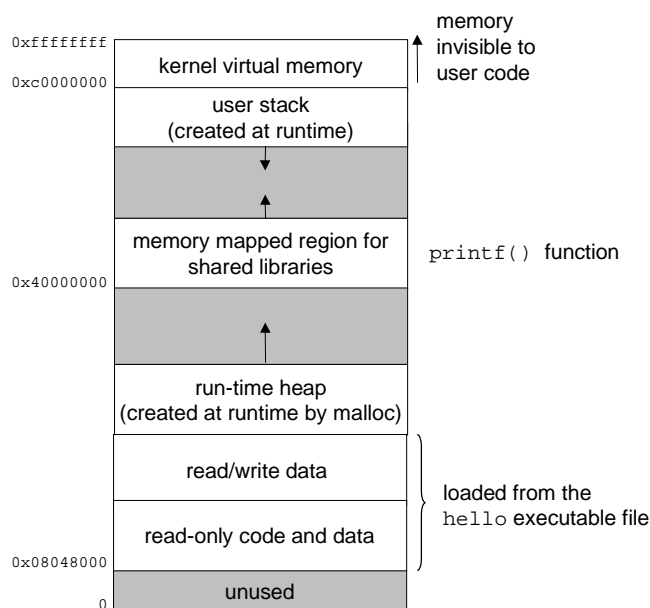 memory
invisible to
user code
0xffffffff
kernel virtual memory
0xc0000000
user stack
(created at runtime)
memory mapped region for
shared libraries
printf() function
0x40000000
run-time heap
(created at runtime by malloc)
read/write data
loaded from the
hello executable file
read-only code and data
0x08048000
unused
0